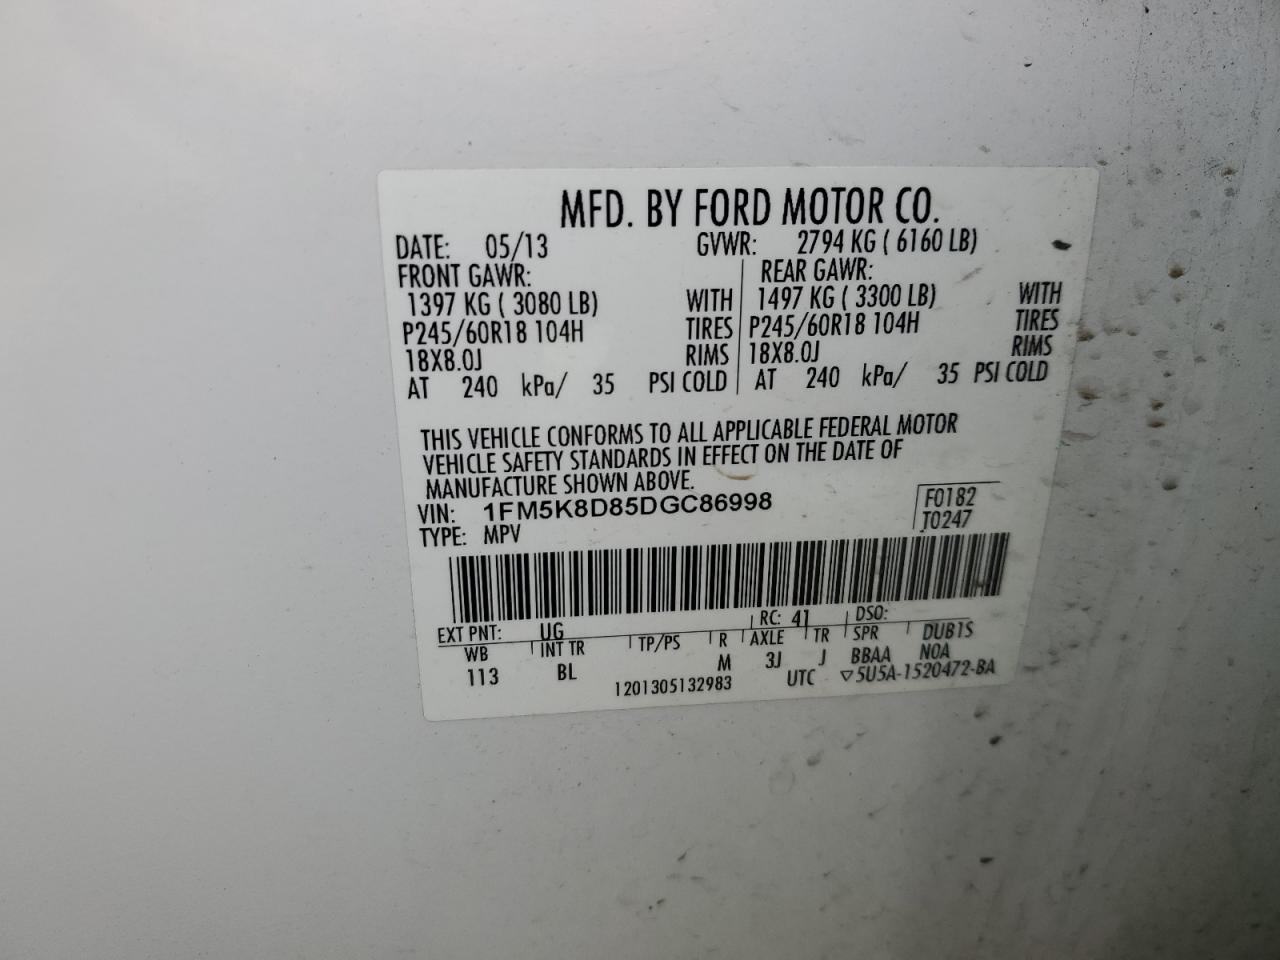 MFD. BY FORD MOTOR CO.
DATE: 05/13 GVWR: 2794 KG ( 6160 LB)
FRONT GAWR: REAR GAWR:
1397 KG ( 3080 LB) WITH 1497 KG ( 3300 LB) WITH
P245/60R18 104H TIRES P245/60R18 104H TIRES
18X8.0J RIMS 18X8.0J RIMS
AT 240 kPa/ 35 PSI COLD AT 240 kPa/ 35 PSI COLD
THIS VEHICLE CONFORMS TO ALL APPLICABLE FEDERAL MOTOR
VEHICLE SAFETY STANDARDS IN EFFECT ON THE DATE OF
MANUFACTURE SHOWN ABOVE.
VIN: 1FM5K8D85DGC86998 F0182
TYPE: MPV T0247
EXT PNT: UG RC: 41 DSO:
WB INT TR TP/PS R AXLE TR SPR DUB1S
113 BL M 3J J BBAA N0A
1201305132983 UTC ▽5U5A-1520472-BA